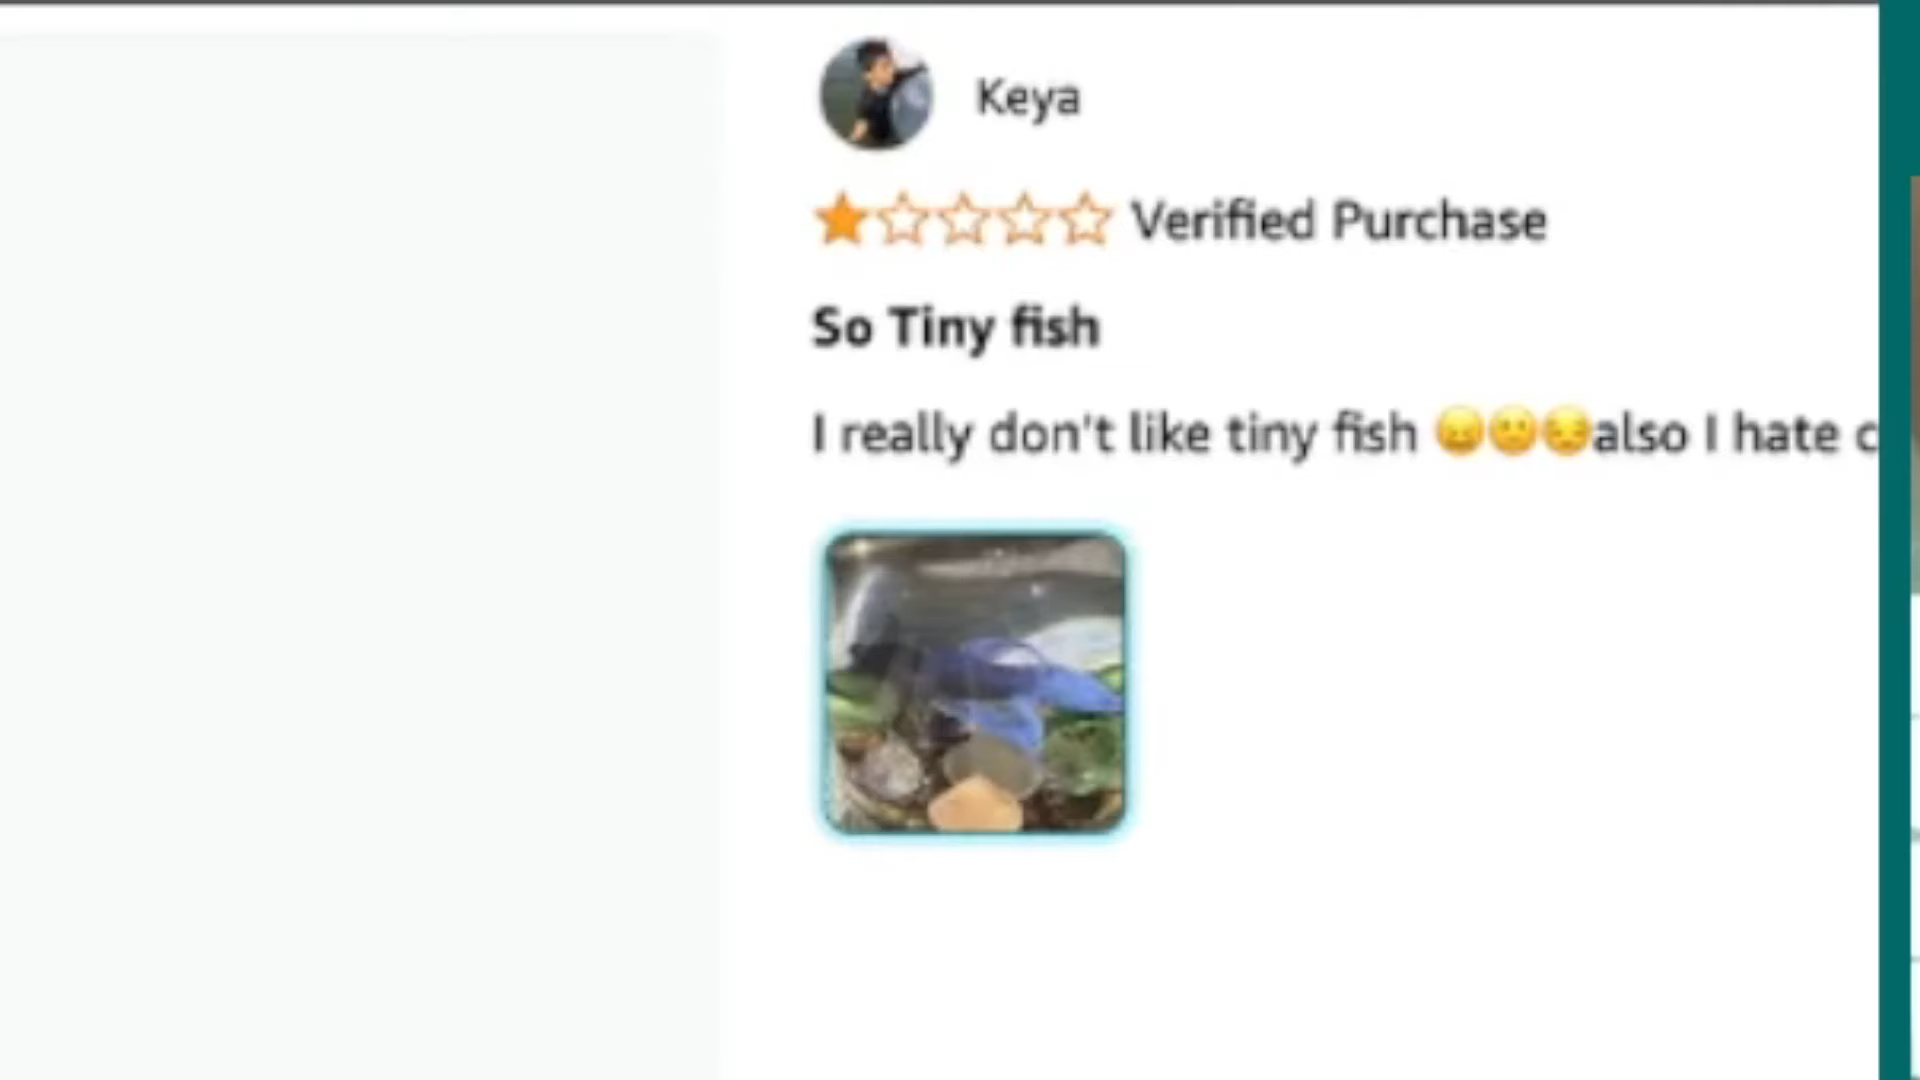 Keya
Verified Purchase
So Tiny fish
I really don't like tiny fish 😖🙁😔also I hate c